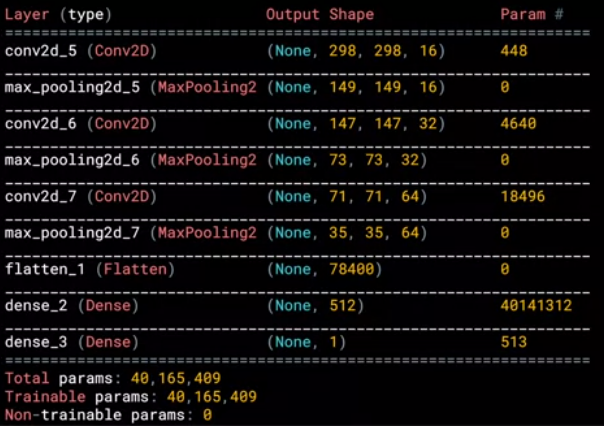 Layer (type) Output Shape Param #
=================================================================
conv2d_5 (Conv2D) (None, 298, 298, 16) 448
_________________________________________________________________
max_pooling2d_5 (MaxPooling2 (None, 149, 149, 16) 0
_________________________________________________________________
conv2d_6 (Conv2D) (None, 147, 147, 32) 4640
_________________________________________________________________
max_pooling2d_6 (MaxPooling2 (None, 73, 73, 32) 0
_________________________________________________________________
conv2d_7 (Conv2D) (None, 71, 71, 64) 18496
_________________________________________________________________
max_pooling2d_7 (MaxPooling2 (None, 35, 35, 64) 0
_________________________________________________________________
flatten_1 (Flatten) (None, 78400) 0
_________________________________________________________________
dense_2 (Dense) (None, 512) 40141312
_________________________________________________________________
dense_3 (Dense) (None, 1) 513
=================================================================
Total params: 40,165,409
Trainable params: 40,165,409
Non-trainable params: 0